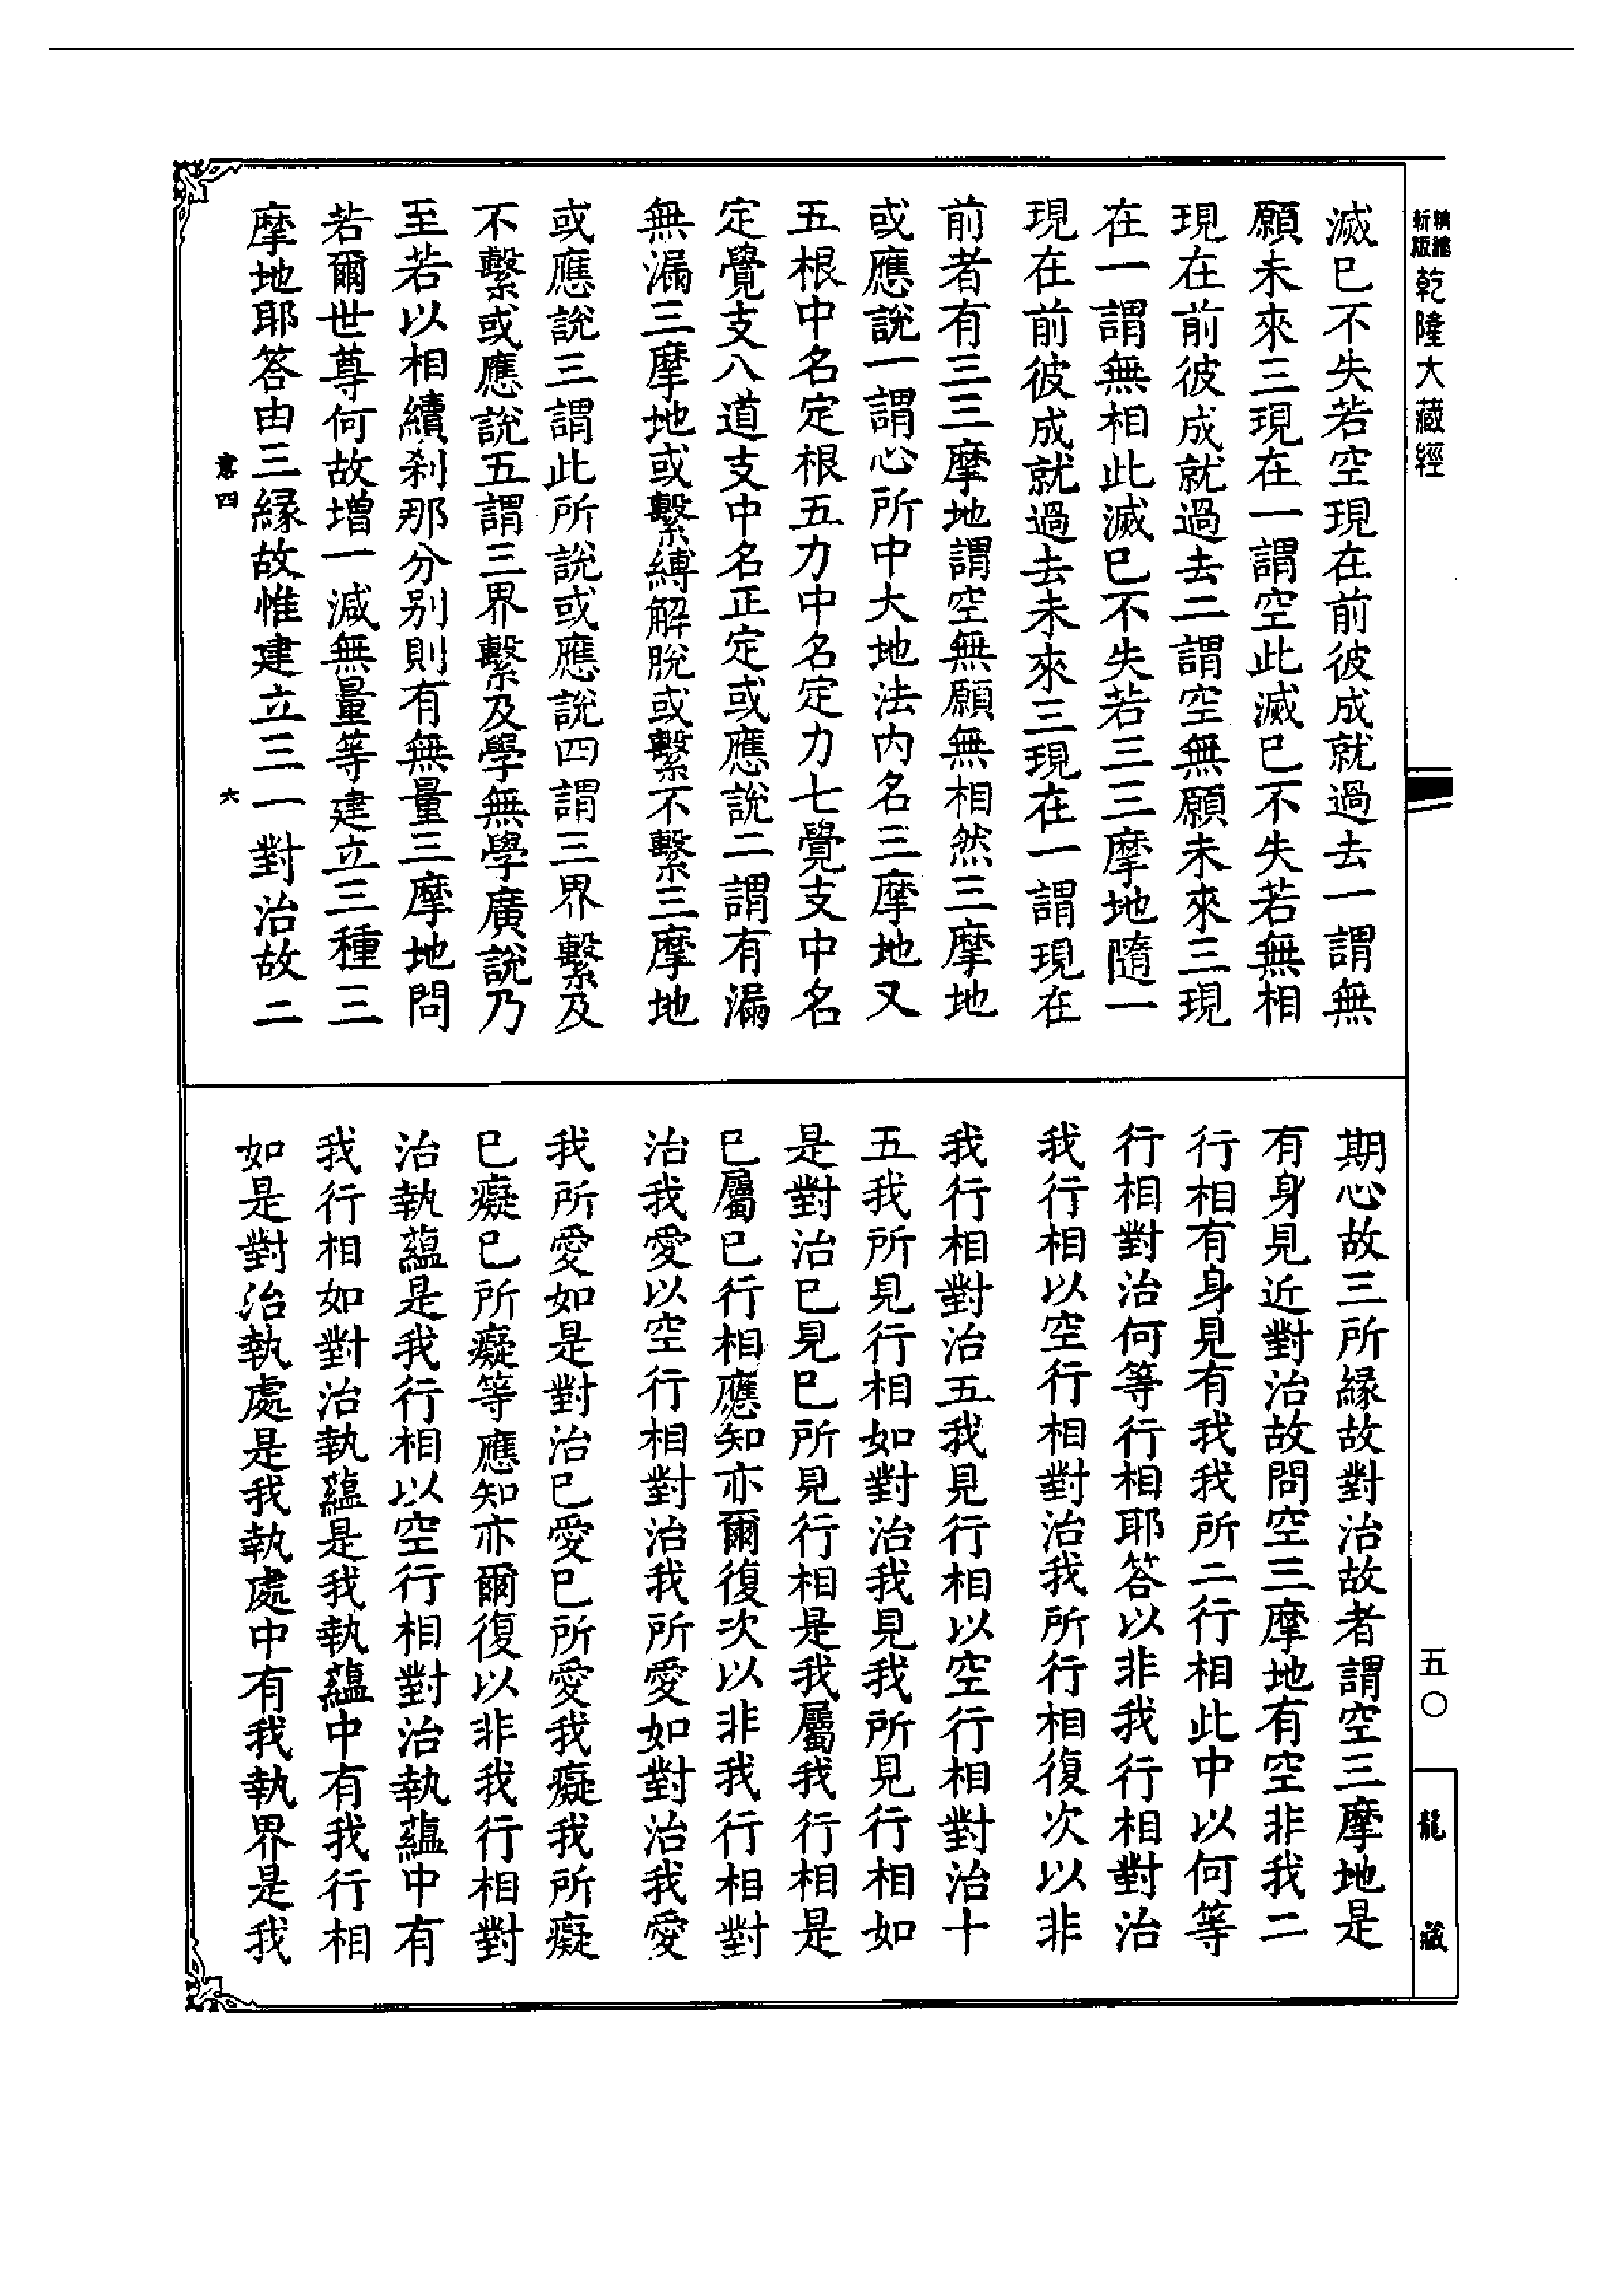 精縮
新版
乾隆大藏經
滅已不失若空現在前彼成就過去一謂無
願未來三現在一謂空此滅已不失若無相
現在前彼成就過去二謂空無願未來三現
在一謂無相此滅已不失若三三摩地隨一
現在前彼成就過去未來三現在一謂現在
前者有三三摩地謂空無願無相然三摩地
或應說一謂心所中大地法內名三摩地又
五根中名定根五力中名定力七覺支中名
定覺支八道支中名正定或應說二謂有漏
無漏三摩地或繫縛解脫或繫不繫三摩地
或應說三謂此所說或應說四謂三界繫及
不繫或應說五謂三界繫及學無學廣說乃
至若以相續剎那分別則有無量三摩地問
若爾世尊何故增一減無量等建立三種三
摩地耶答由三緣故惟建立三一對治故二
意四
六
期心故三所緣故對治故者謂空三摩地是
有身見近對治故問空三摩地有空非我二
行相有身見有我我所二行相此中以何等
行相對治何等行相耶答以非我行相對治
我行相以空行相對治我所行相復次以非
我行相對治五我見行相以空行相對治十
五我所見行相如對治我見我所見行相如
是對治已見已所見行相是我屬我行相是
已屬已行相應知亦爾復次以非我行相對
治我愛以空行相對治我所愛如對治我愛
我所愛如是對治已愛已所愛我癡我所癡
已癡已所癡等應知亦爾復以非我行相對
治執蘊是我行相以空行相對治執蘊中有
我行相如對治執蘊是我執蘊中有我行相
如是對治執處是我執處中有我執界是我
五〇
龍藏